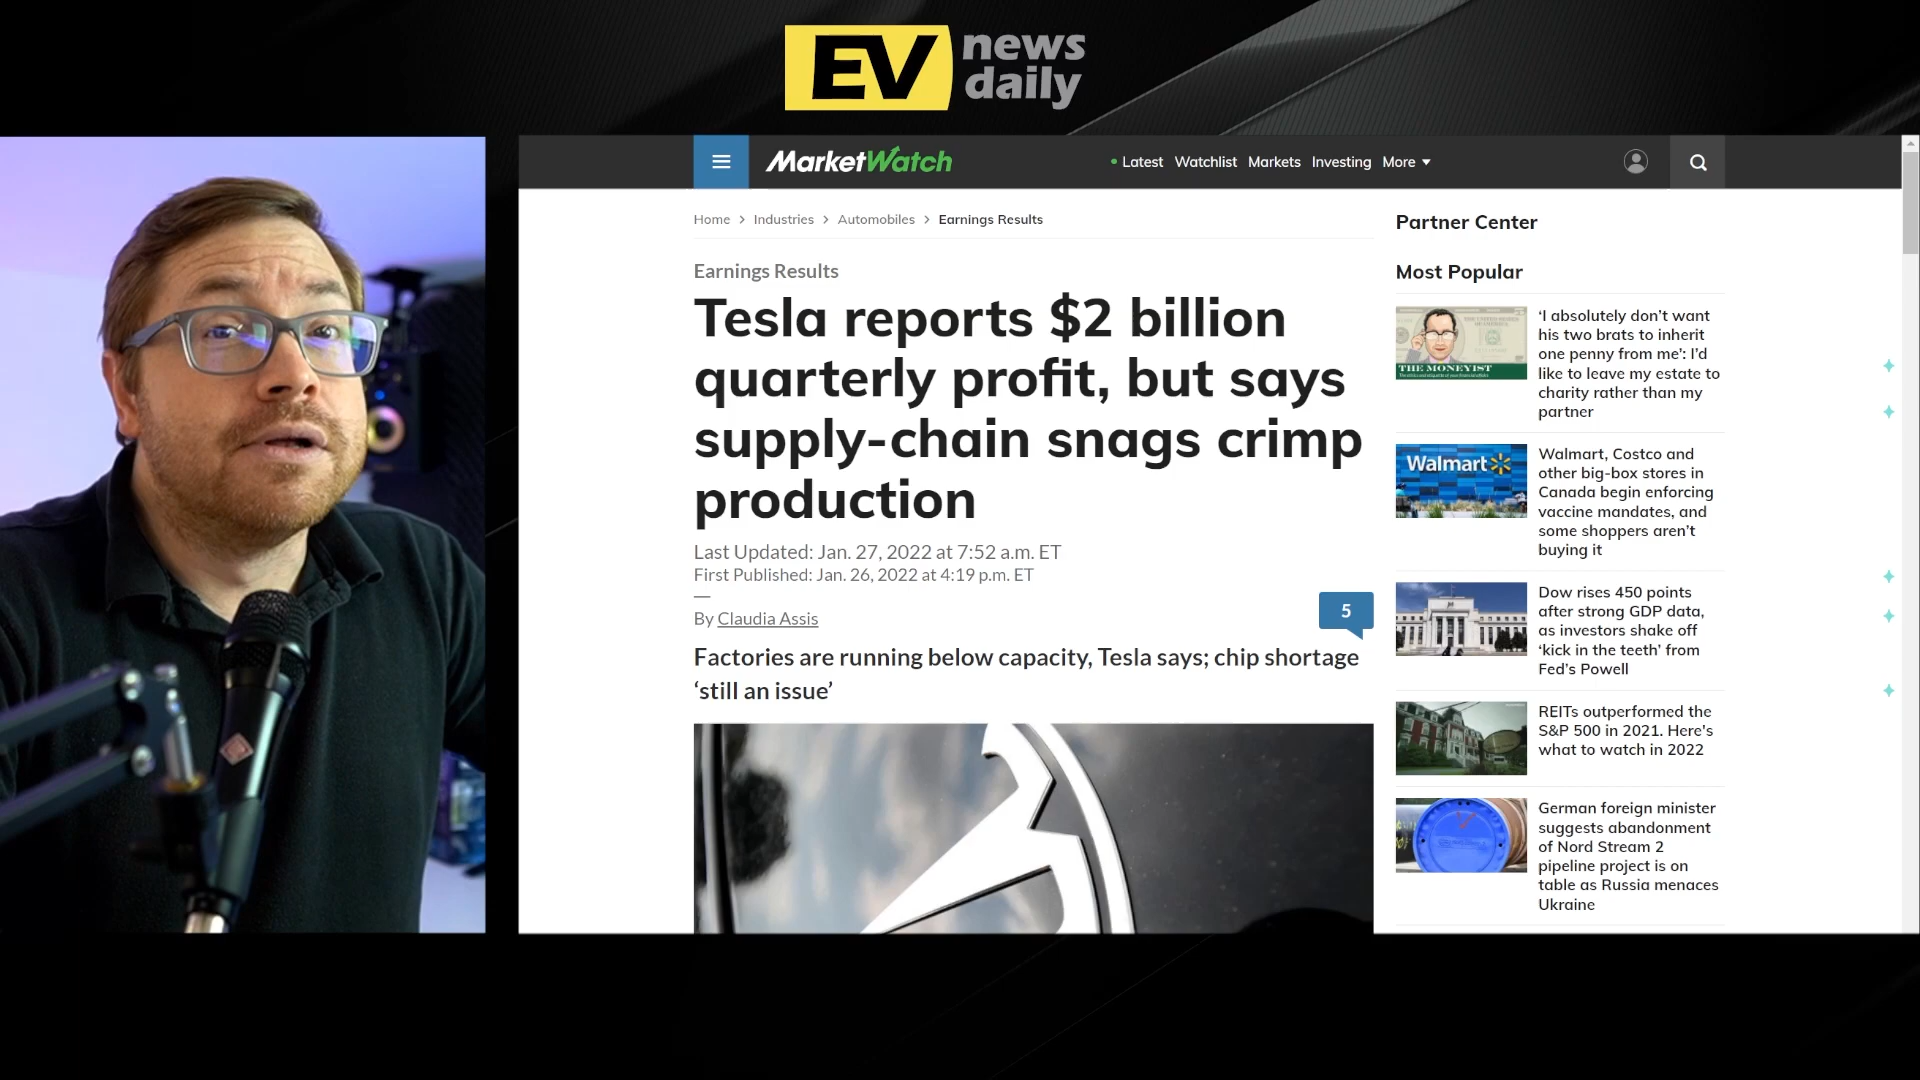 EV news
daily
MarketWatch
Latest Watchlist Markets Investing More
Home > Industries > Automobiles > Earnings Results
Earnings Results
Tesla reports $2 billion
quarterly profit, but says
supply-chain snags crimp
production
Last Updated: Jan. 27, 2022 at 7:52 a.m. ET
First Published: Jan. 26, 2022 at 4:19 p.m. ET
—
By Claudia Assis
5
Factories are running below capacity, Tesla says; chip shortage
‘still an issue’
Partner Center
Most Popular
THE MONEYIST
‘I absolutely don’t want
his two brats to inherit
one penny from me’: I’d
like to leave my estate to
charity rather than my
partner
Walmart
Walmart, Costco and
other big-box stores in
Canada begin enforcing
vaccine mandates, and
some shoppers aren’t
buying it
Dow rises 450 points
after strong GDP data,
as investors shake off
‘kick in the teeth’ from
Fed’s Powell
REITs outperformed the
S&P 500 in 2021. Here’s
what to watch in 2022
German foreign minister
suggests abandonment
of Nord Stream 2
pipeline project is on
table as Russia menaces
Ukraine